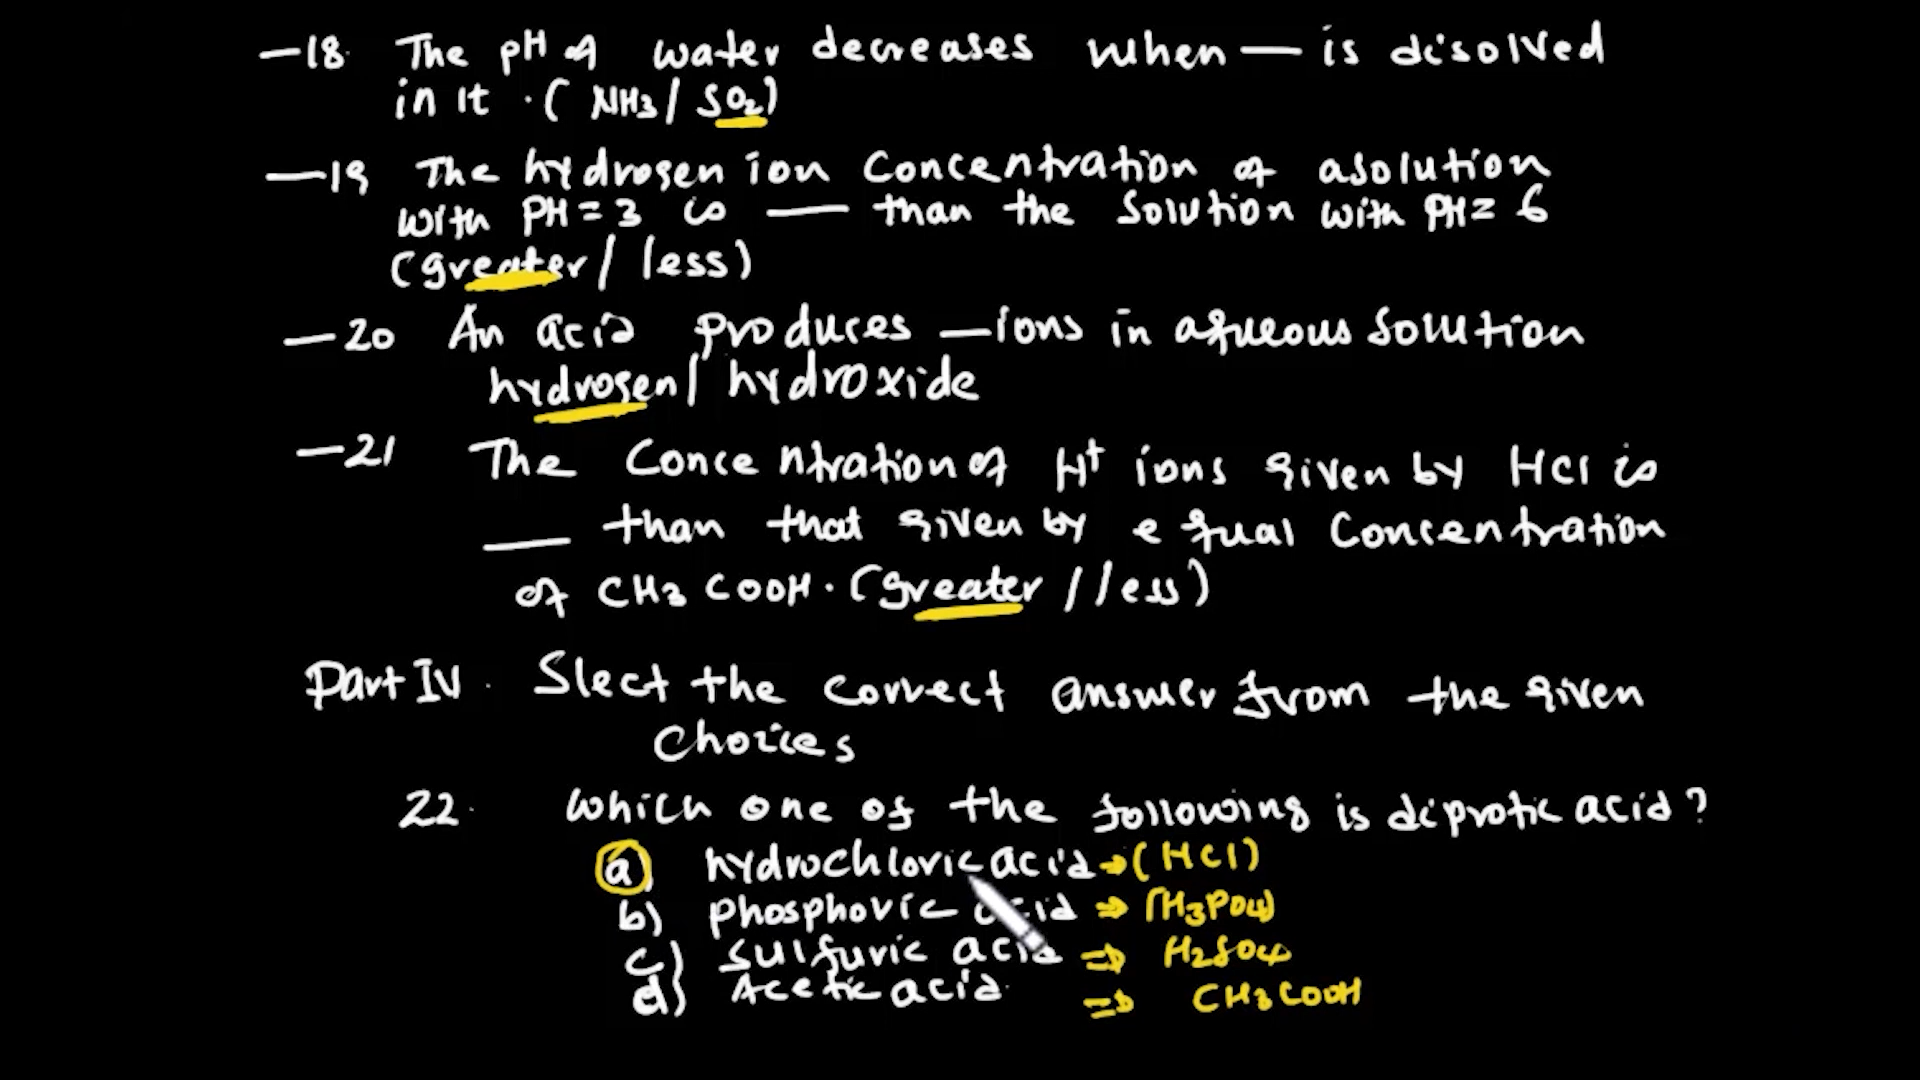 —18. The pH of water decreases when — is disolved
in it . ( NH3 / SO2)
—19 The hydrogen ion Concentration of a solution
with PH = 3 is — than the Solution with PH = 6
(greater / less)
—20 An acid produces — ions in aqueous solution
hydrogen / hydroxide
—21 The Concentration of H+ ions given by HCl is
— than that given by equal Concentration
of CH3COOH. (greater / less)
Part IV. Slect the correct answer from the given
Choices
22. Which one of the following is diprotic acid?
a) hydrochloric acid → (HCl)
b) phosphoric acid ⇒ (H3PO4)
c) sulfuric acid ⇒ H2SO4
d) Acetic acid. ⇒ CH3COOH